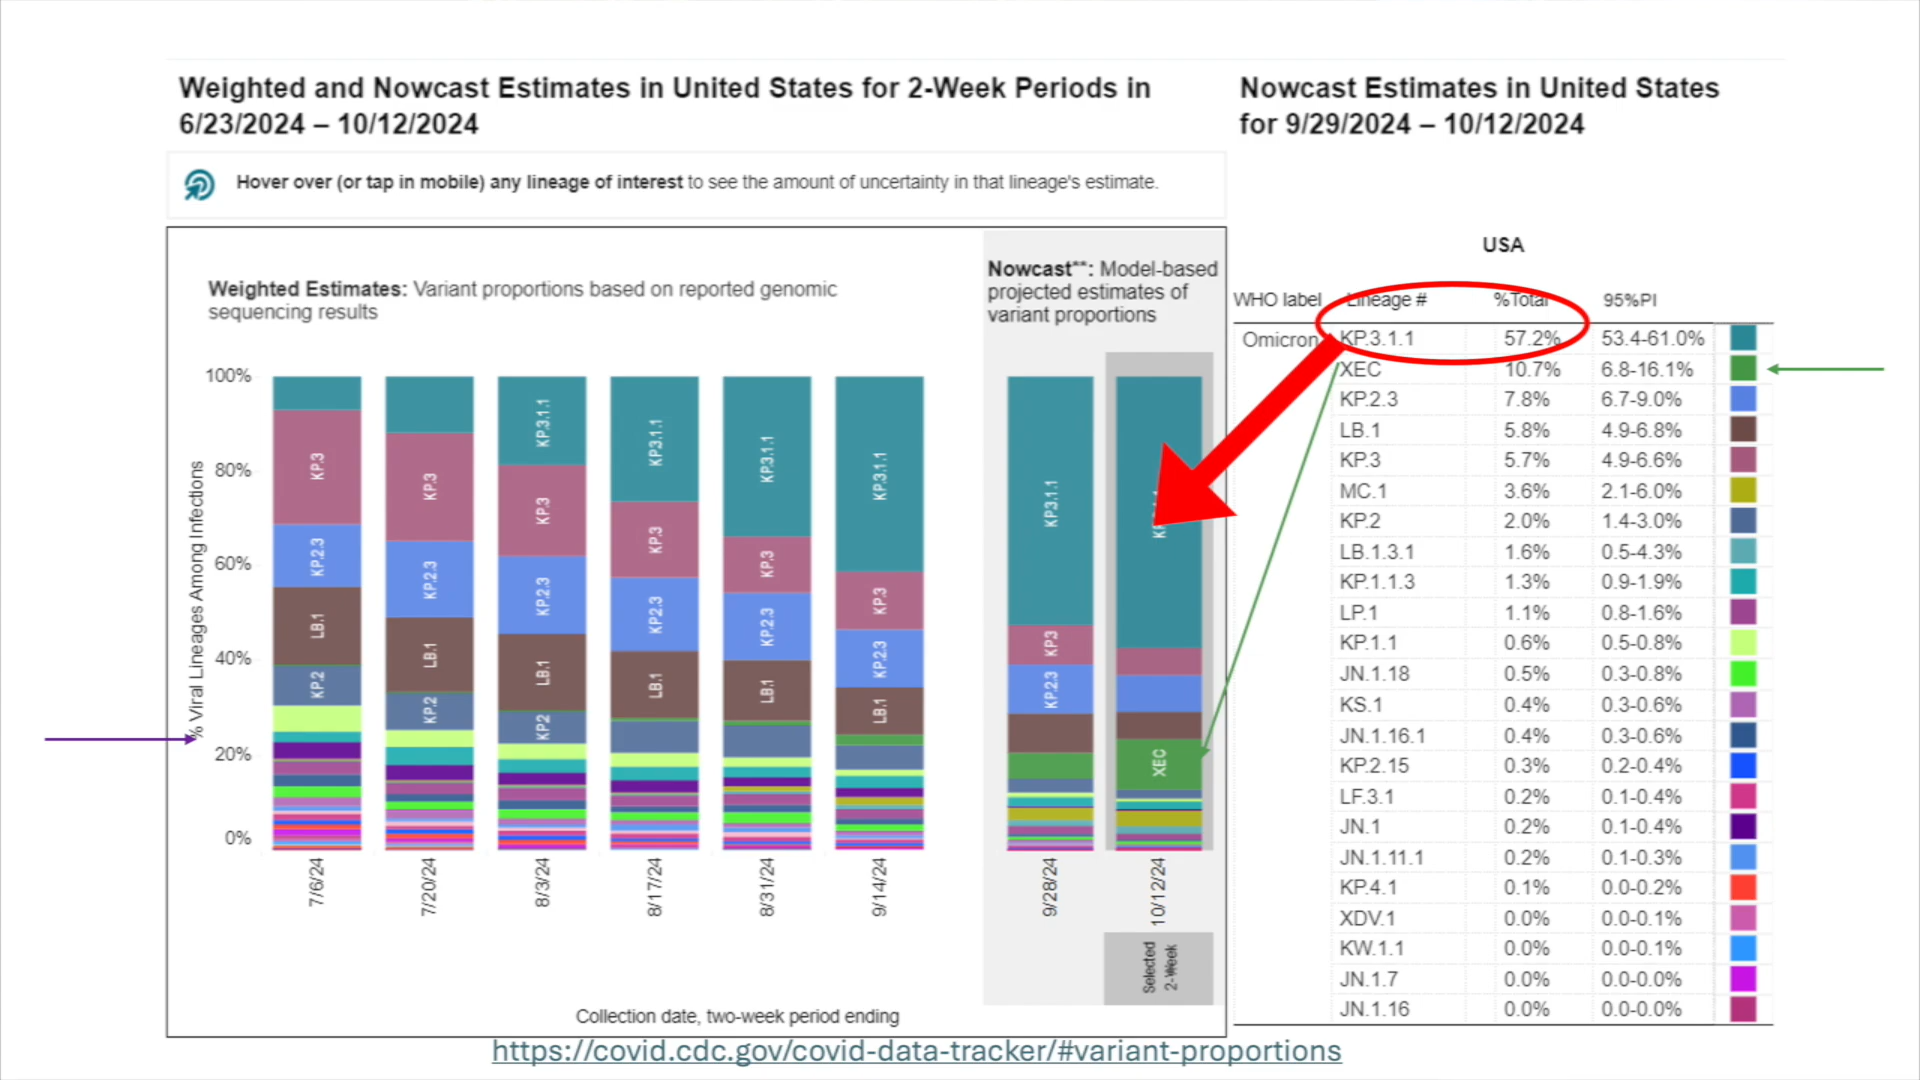 Weighted and Nowcast Estimates in United States for 2-Week Periods in
6/23/2024 – 10/12/2024
Nowcast Estimates in United States
for 9/29/2024 – 10/12/2024
Hover over (or tap in mobile) any lineage of interest to see the amount of uncertainty in that lineage's estimate.
Weighted Estimates: Variant proportions based on reported genomic
sequencing results
Nowcast**: Model-based
projected estimates of
variant proportions
% Viral Lineages Among Infections
100%
80%
60%
40%
20%
0%
KP.3
KP.2.3
LB.1
KP.2
KP.3
KP.2.3
LB.1
KP.2
KP.3.1.1
KP.3
KP.2.3
LB.1
KP.2
KP.3.1.1
KP.3
KP.2.3
LB.1
KP.3.1.1
KP.3
KP.2.3
LB.1
KP.3.1.1
KP.3
KP.2.3
LB.1
KP.3.1.1
KP.3
KP.2.3
XEC
7/6/24
7/20/24
8/3/24
8/17/24
8/31/24
9/14/24
9/28/24
10/12/24
Selected
2-Week
Collection date, two-week period ending
USA
WHO label Lineage # %Total 95%PI
Omicron KP.3.1.1 57.2% 53.4-61.0%
XEC 10.7% 6.8-16.1%
KP.2.3 7.8% 6.7-9.0%
LB.1 5.8% 4.9-6.8%
KP.3 5.7% 4.9-6.6%
MC.1 3.6% 2.1-6.0%
KP.2 2.0% 1.4-3.0%
LB.1.3.1 1.6% 0.5-4.3%
KP.1.1.3 1.3% 0.9-1.9%
LP.1 1.1% 0.8-1.6%
KP.1.1 0.6% 0.5-0.8%
JN.1.18 0.5% 0.3-0.8%
KS.1 0.4% 0.3-0.6%
JN.1.16.1 0.4% 0.3-0.6%
KP.2.15 0.3% 0.2-0.4%
LF.3.1 0.2% 0.1-0.4%
JN.1 0.2% 0.1-0.4%
JN.1.11.1 0.2% 0.1-0.3%
KP.4.1 0.1% 0.0-0.2%
XDV.1 0.0% 0.0-0.1%
KW.1.1 0.0% 0.0-0.1%
JN.1.7 0.0% 0.0-0.0%
JN.1.16 0.0% 0.0-0.0%
https://covid.cdc.gov/covid-data-tracker/#variant-proportions